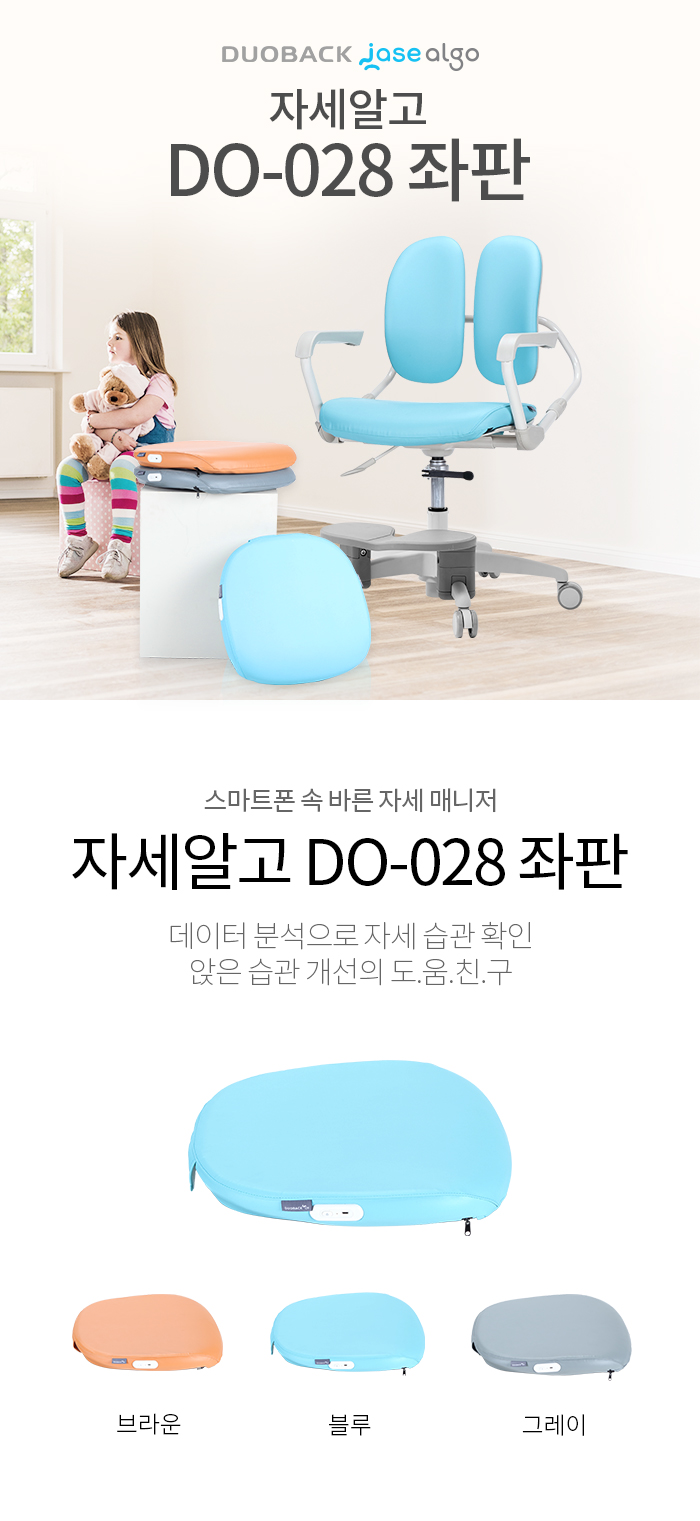 DUOBACK jase algo
자세알고
DO-028 좌판
스마트폰 속 바른 자세 매니저
자세알고 DO-028 좌판
데이터 분석으로 자세 습관 확인
앉은 습관 개선의 도.움.친.구
DUOBACK
브라운
블루
그레이